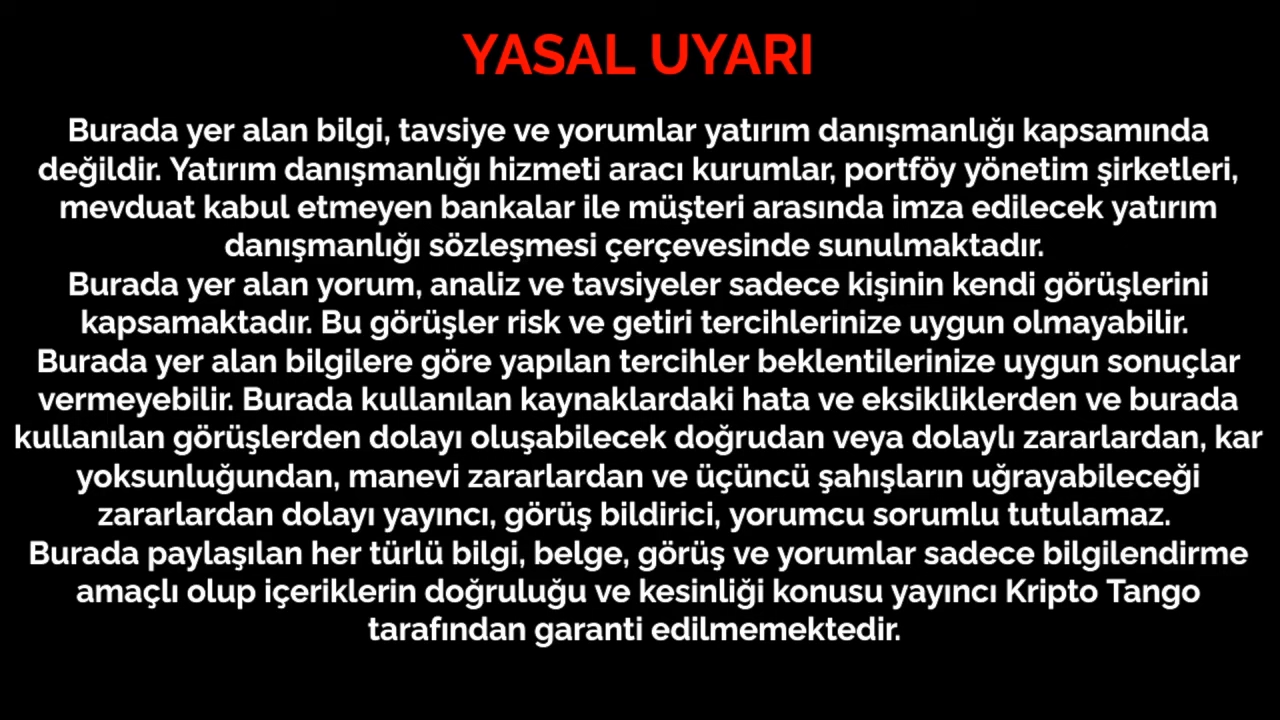 YASAL UYARI
Burada yer alan bilgi, tavsiye ve yorumlar yatırım danışmanlığı kapsamında
değildir. Yatırım danışmanlığı hizmeti aracı kurumlar, portföy yönetim şirketleri,
mevduat kabul etmeyen bankalar ile müşteri arasında imza edilecek yatırım
danışmanlığı sözleşmesi çerçevesinde sunulmaktadır.
Burada yer alan yorum, analiz ve tavsiyeler sadece kişinin kendi görüşlerini
kapsamaktadır. Bu görüşler risk ve getiri tercihlerinize uygun olmayabilir.
Burada yer alan bilgilere göre yapılan tercihler beklentilerinize uygun sonuçlar
vermeyebilir. Burada kullanılan kaynaklardaki hata ve eksikliklerden ve burada
kullanılan görüşlerden dolayı oluşabilecek doğrudan veya dolaylı zararlardan, kar
yoksunluğundan, manevi zararlardan ve üçüncü şahışların uğrayabileceği
zararlardan dolayı yayıncı, görüş bildirici, yorumcu sorumlu tutulamaz.
Burada paylaşılan her türlü bilgi, belge, görüş ve yorumlar sadece bilgilendirme
amaçlı olup içeriklerin doğruluğu ve kesinliği konusu yayıncı Kripto Tango
tarafından garanti edilmemektedir.